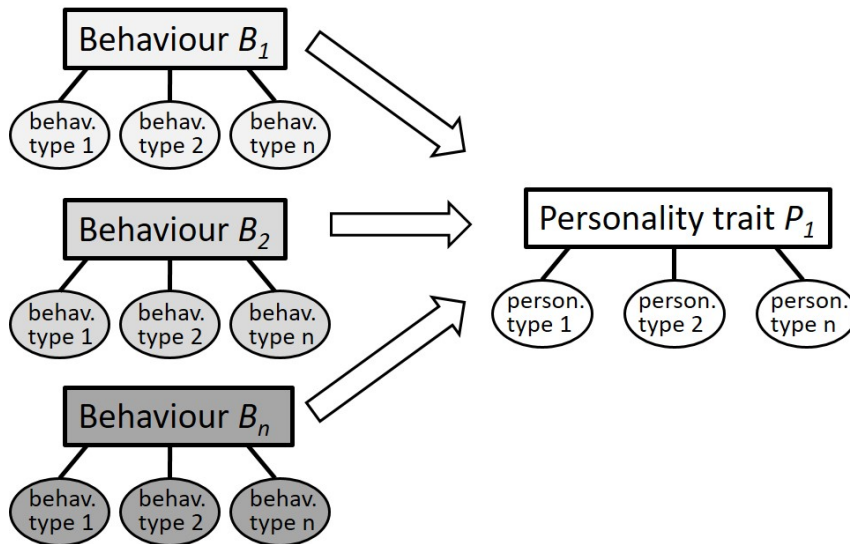 Behaviour B1
behav. type 1
behav. type 2
behav. type n
Behaviour B2
behav. type 1
behav. type 2
behav. type n
Behaviour Bn
behav. type 1
behav. type 2
behav. type n
Personality trait P1
person. type 1
person. type 2
person. type n